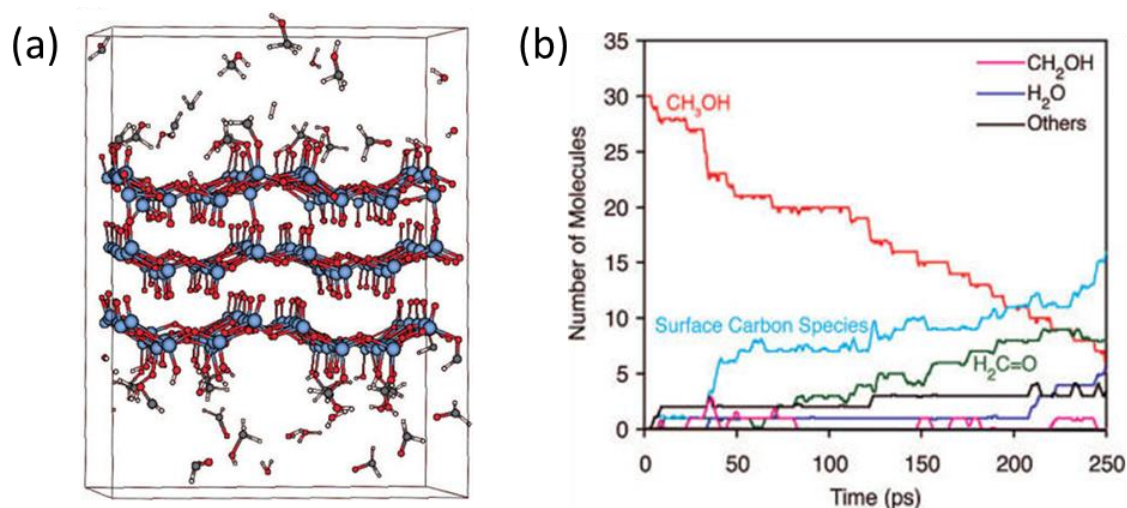 (a)
(b)
35
30
25
20
15
10
5
0
Number of Molecules
CH₂OH
H₂O
Others
CH₃OH
Surface Carbon Species
H₂C=O
0 50 100 150 200 250
Time (ps)